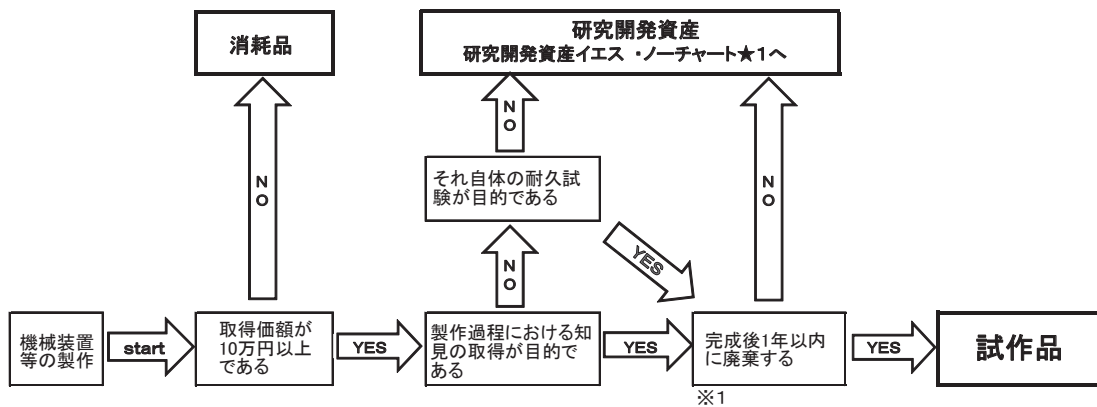 消耗品
研究開発資産
研究開発資産イエス ・ノーチャート★1へ
NO
NO
NO
それ自体の耐久試
験が目的である
YES
NO
機械装置
等の製作
start
取得価額が
10万円以上
である
YES
製作過程における知
見の取得が目的で
ある
YES
完成後1年以内
に廃棄する
YES
試作品
※1